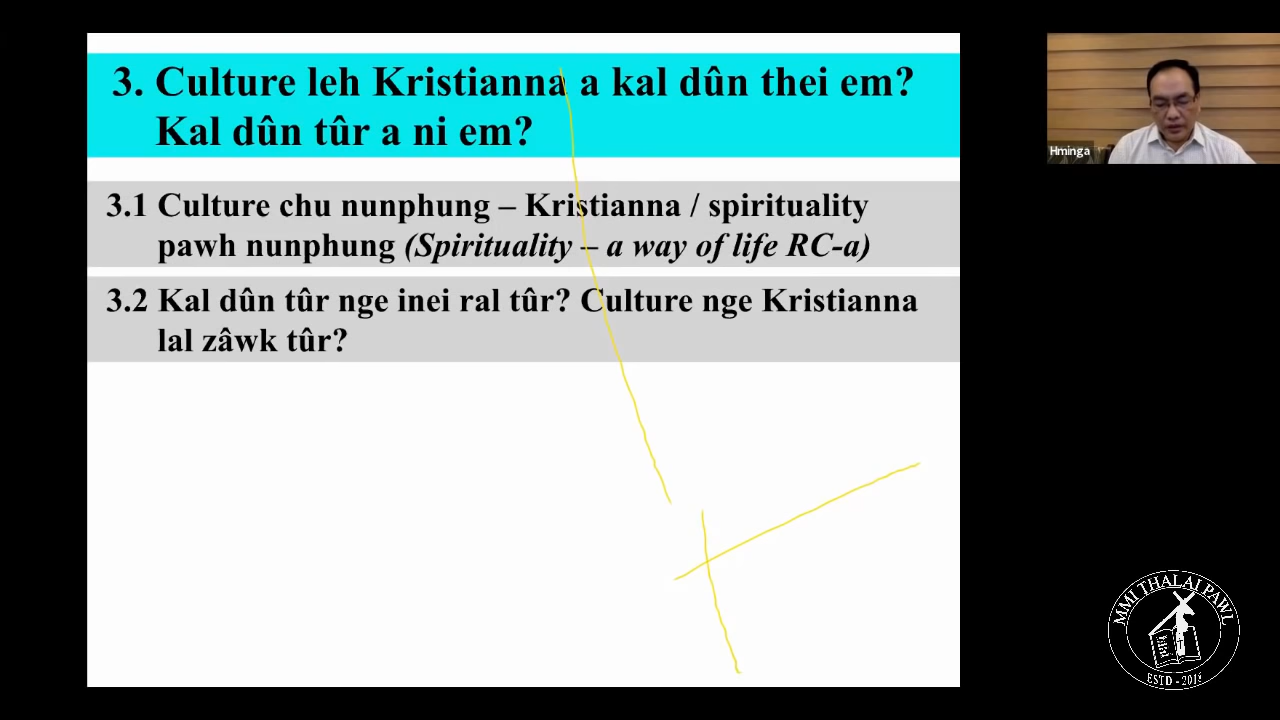 3. Culture leh Kristianna a kal dûn thei em?
Kal dûn tûr a ni em?
3.1 Culture chu nunphung – Kristianna / spirituality
pawh nunphung (Spirituality – a way of life RC-a)
3.2 Kal dûn tûr nge inei ral tûr? Culture nge Kristianna
lal zâwk tûr?
Hminga
MMI THALAI PAWL
ESTD - 2018